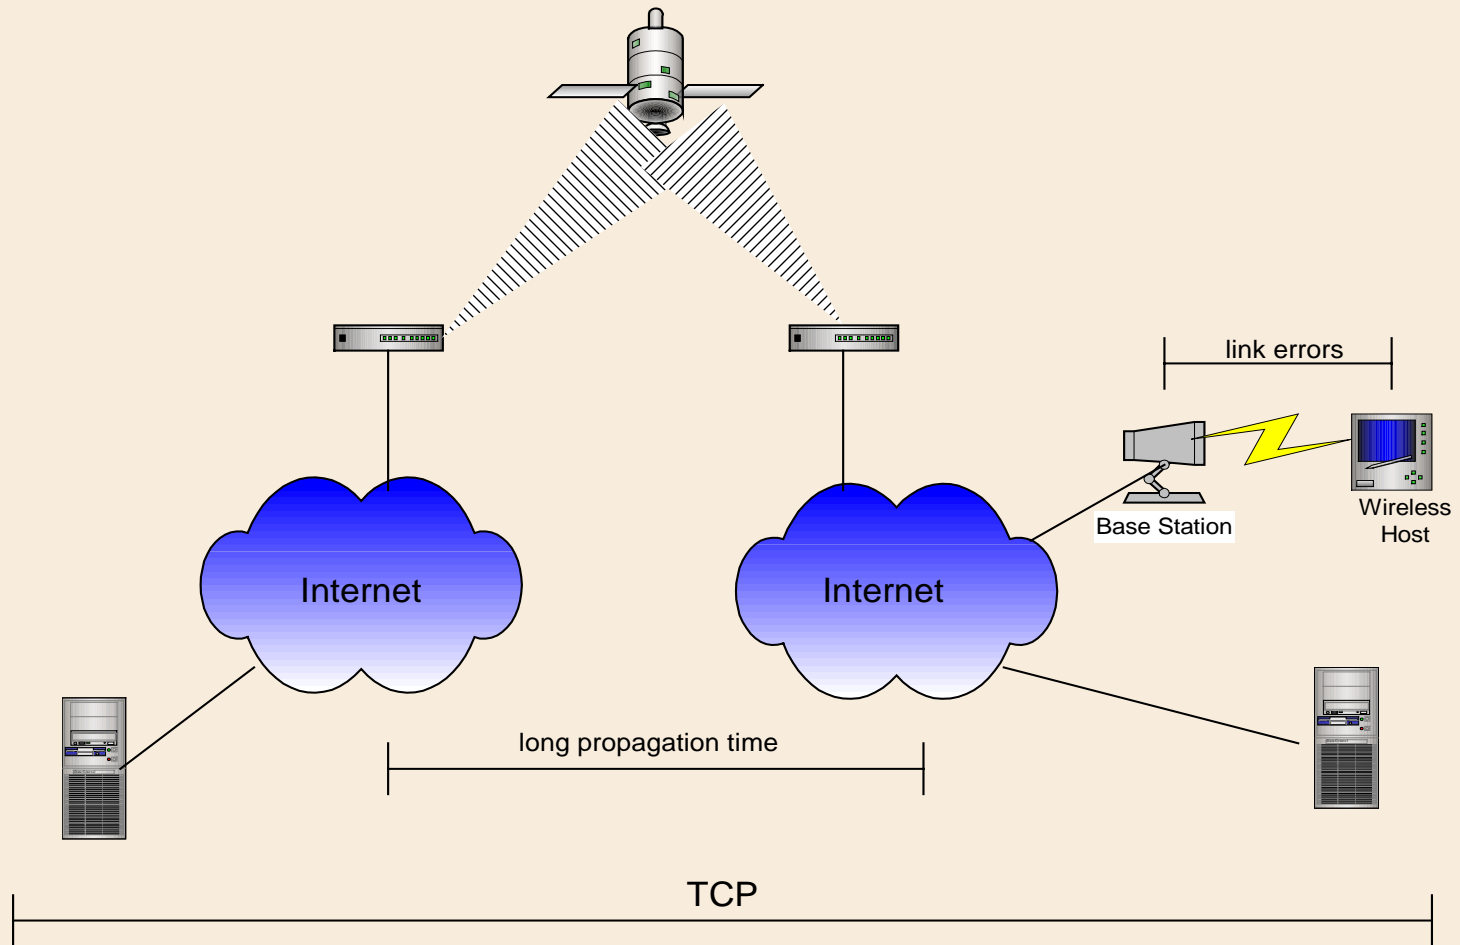 link errors
Base Station
Wireless
Host
Internet
Internet
long propagation time
TCP